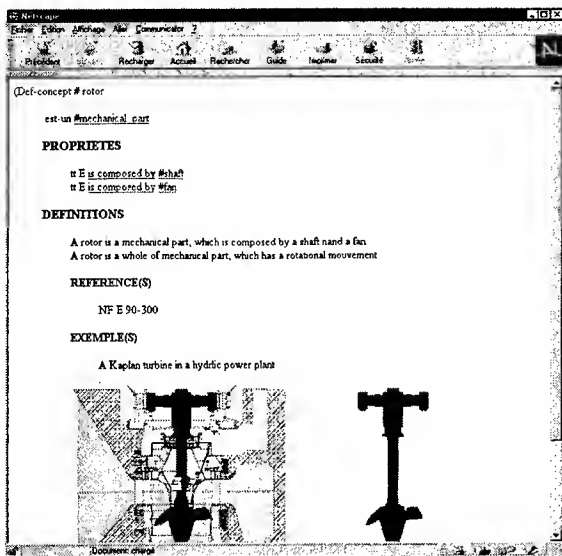 Netscape
Fichier Edition Affichage Aller Communicator ?
Précédent Recharger Accueil Rechercher Guide Imprimer Sécurité
N
(Def-concept # rotor
est-un #mechanical_part
PROPRIETES
tt E is composed by #shaft
tt E is composed by #fan
DEFINITIONS
A rotor is a mechanical part, which is composed by a shaft nand a fan
A rotor is a whole of mechanical part, which has a rotational mouvement
REFERENCE(S)
NF E 90-300
EXEMPLE(S)
A Kaplan turbine in a hydrlic power plant
Document: chargé